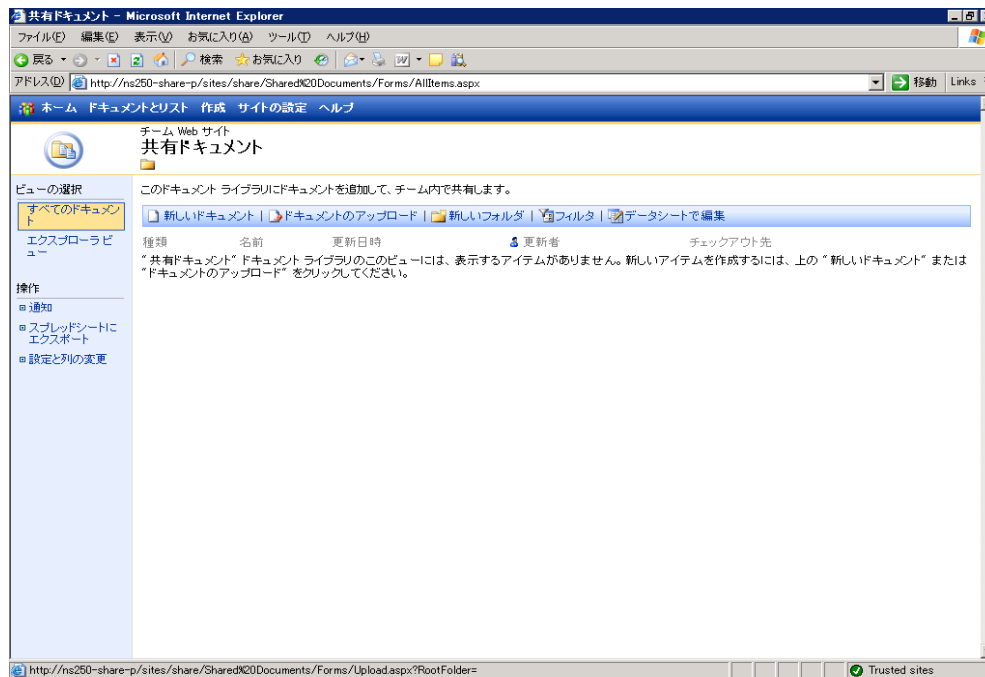 共有ドキュメント - Microsoft Internet Explorer
ファイル(F) 編集(E) 表示(V) お気に入り(A) ツール(T) ヘルプ(H)
戻る 検索 お気に入り
アドレス(D) http://ns250-share-p/sites/share/Shared%20Documents/Forms/AllItems.aspx 移動 Links
ホーム ドキュメントとリスト 作成 サイトの設定 ヘルプ
チーム Web サイト
共有ドキュメント
ビューの選択
すべてのドキュメン
ト
エクスプローラ ビ
ュー
操作
通知
スプレッドシートに
エクスポート
設定と列の変更
このドキュメント ライブラリにドキュメントを追加して、チーム内で共有します。
新しいドキュメント | ドキュメントのアップロード | 新しいフォルダ | フィルタ | データシートで編集
種類 名前 更新日時 更新者 チェックアウト先
"共有ドキュメント" ドキュメント ライブラリのこのビューには、表示するアイテムがありません。新しいアイテムを作成するには、上の "新しいドキュメント" または
"ドキュメントのアップロード" をクリックしてください。
http://ns250-share-p/sites/share/Shared%20Documents/Forms/Upload.aspx?RootFolder= Trusted sites